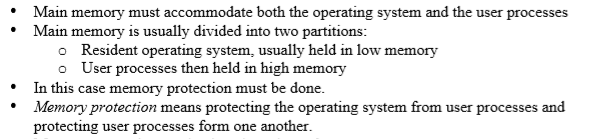 • Main memory must accommodate both the operating system and the user processes
• Main memory is usually divided into two partitions:
o Resident operating system, usually held in low memory
o User processes then held in high memory
• In this case memory protection must be done.
• Memory protection means protecting the operating system from user processes and
protecting user processes form one another.